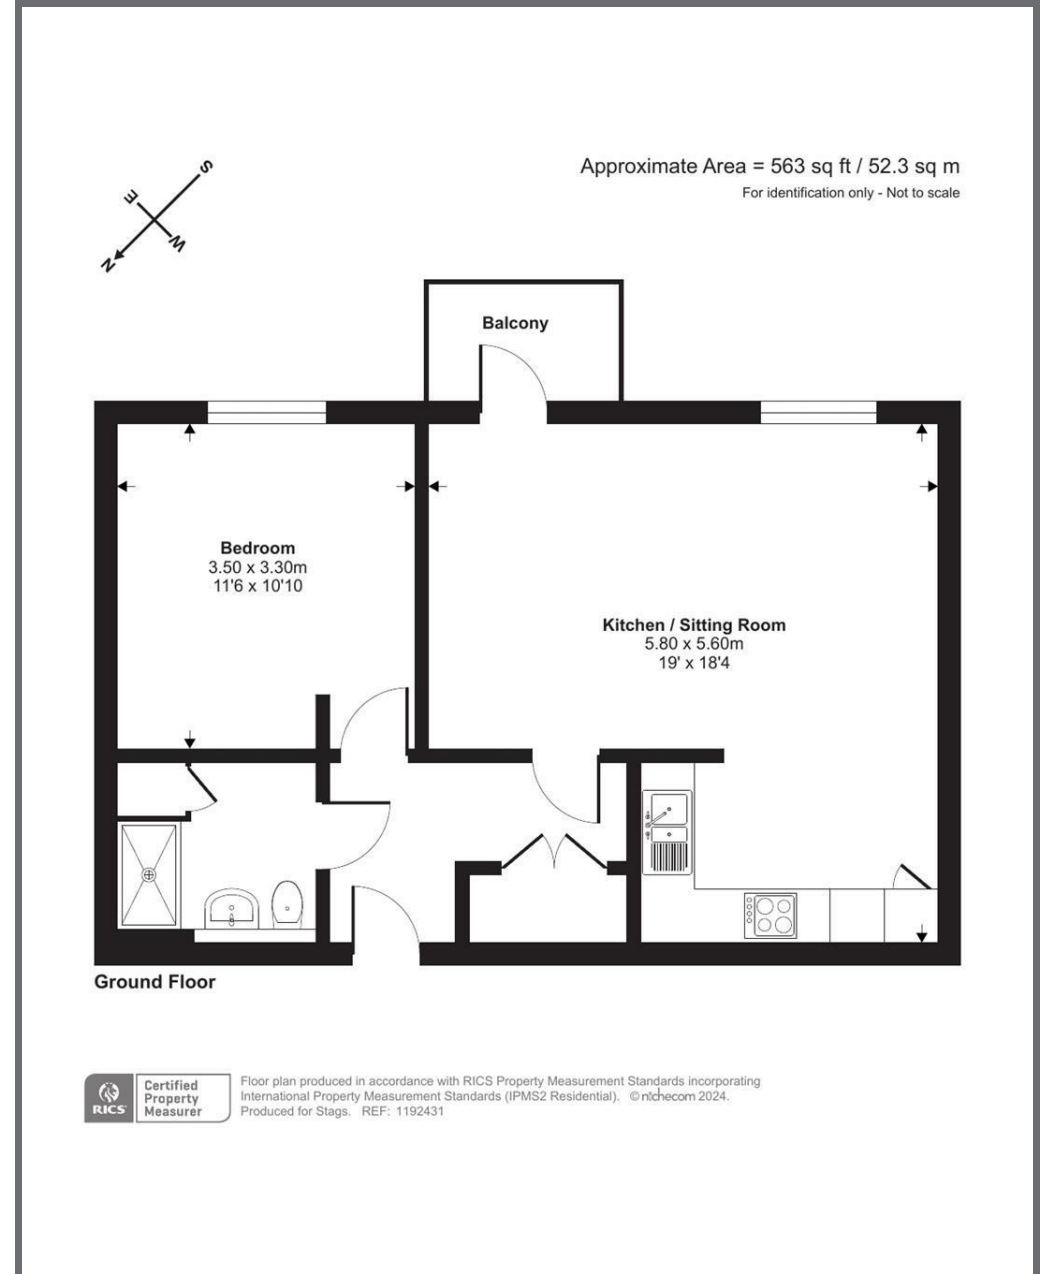 Approximate Area = 563 sq ft / 52.3 sq m
For identification only - Not to scale
S
E
W
N
Balcony
Bedroom
3.50 x 3.30m
11'6 x 10'10
Kitchen / Sitting Room
5.80 x 5.60m
19' x 18'4
Ground Floor
RICS
Certified
Property
Measurer
Floor plan produced in accordance with RICS Property Measurement Standards incorporating
International Property Measurement Standards (IPMS2 Residential). © nichecom 2024.
Produced for Stags. REF: 1192431